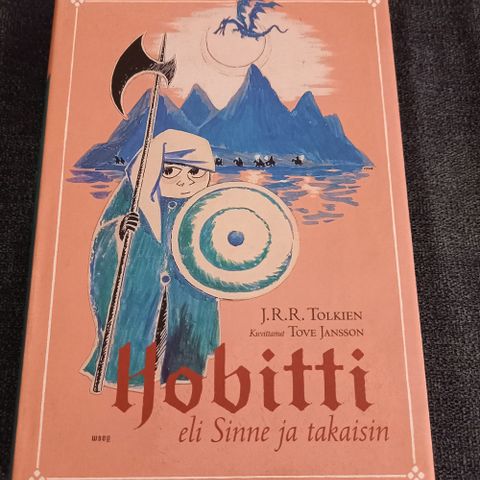 J.R.R. TOLKIEN
Kuvittanut TOVE JANSSON
Hobitti
eli Sinne ja takaisin
WSOY